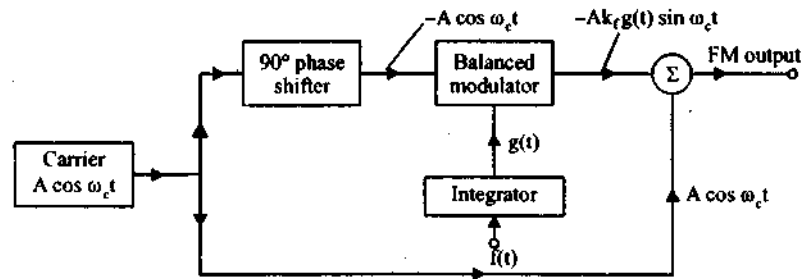 -A cos ω_c t
-Ak_f g(t) sin ω_c t
FM output
90° phase
shifter
Balanced
modulator
Σ
g(t)
Carrier
A cos ω_c t
Integrator
A cos ω_c t
f(t)